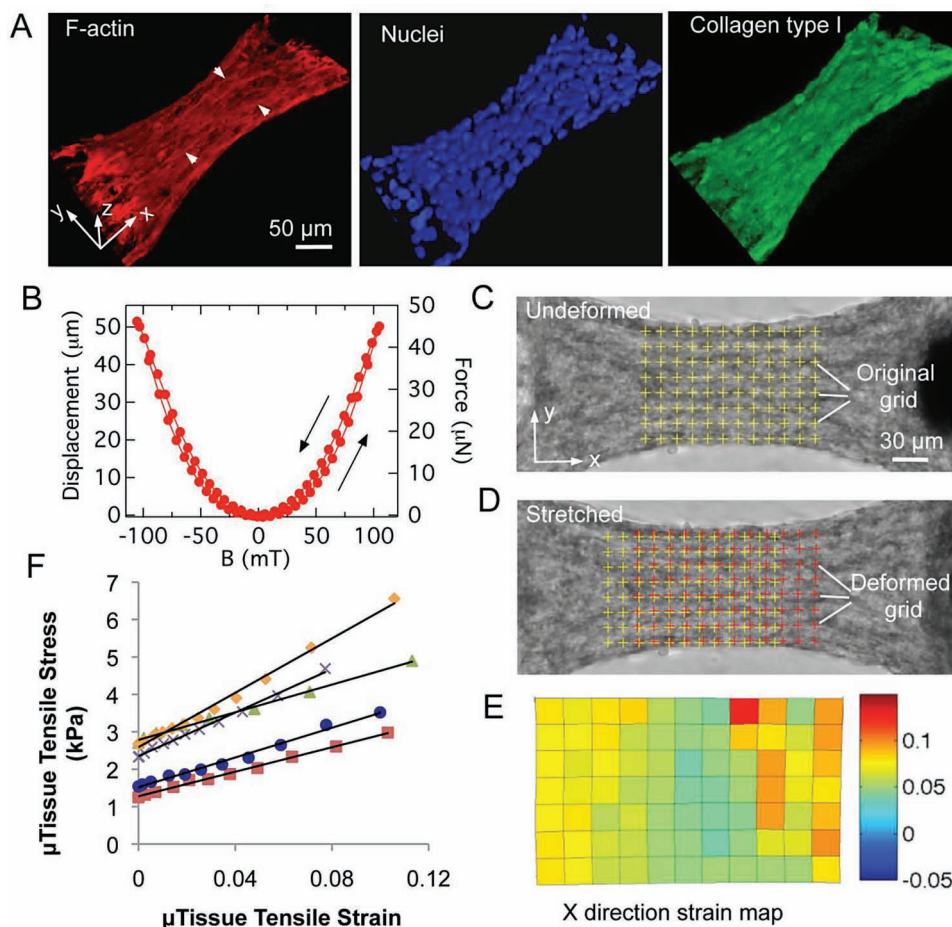 A
F-actin
Nuclei
Collagen type I
y
z
x
50 μm
B
Displacement (μm)
50
40
30
20
10
0
50
40
30
20
10
0
Force (μN)
-100
-50
0
50
100
B (mT)
C
Undeformed
Original
grid
y
x
30 μm
D
Stretched
Deformed
grid
F
μTissue Tensile Stress
(kPa)
7
6
5
4
3
2
1
0
0
0.04
0.08
0.12
μTissue Tensile Strain
E
0.1
0.05
0
-0.05
X direction strain map